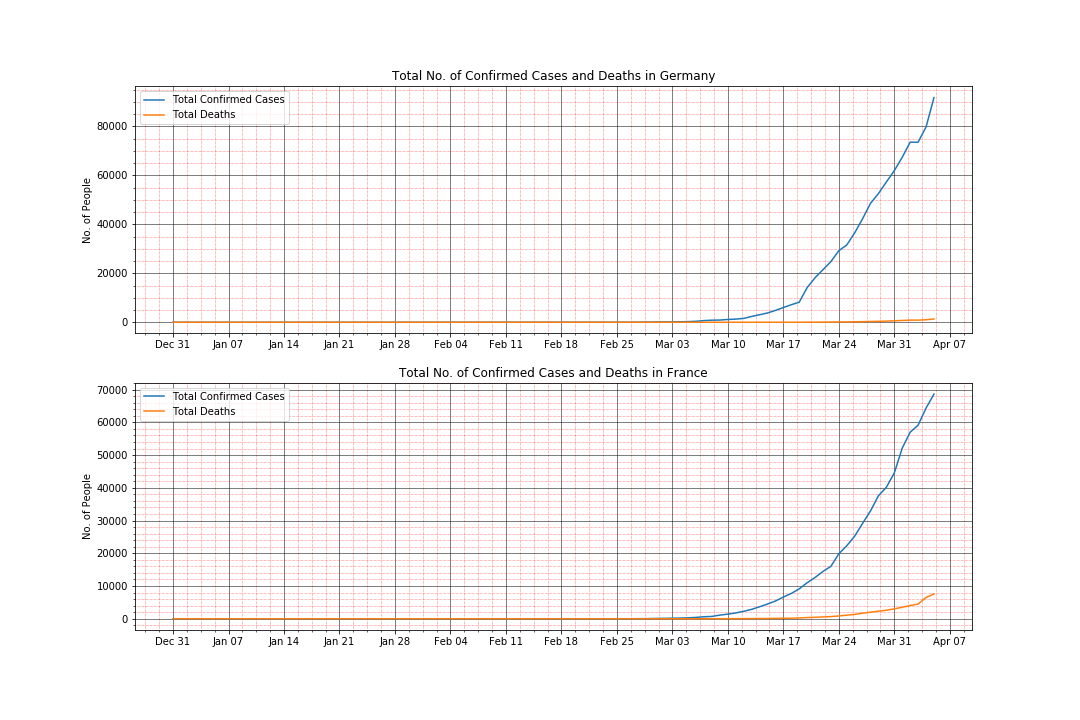 Total No. of Confirmed Cases and Deaths in Germany
Total Confirmed Cases
Total Deaths
No. of People
80000
60000
40000
20000
0
Dec 31 Jan 07 Jan 14 Jan 21 Jan 28 Feb 04 Feb 11 Feb 18 Feb 25 Mar 03 Mar 10 Mar 17 Mar 24 Mar 31 Apr 07
Total No. of Confirmed Cases and Deaths in France
Total Confirmed Cases
Total Deaths
No. of People
70000
60000
50000
40000
30000
20000
10000
0
Dec 31 Jan 07 Jan 14 Jan 21 Jan 28 Feb 04 Feb 11 Feb 18 Feb 25 Mar 03 Mar 10 Mar 17 Mar 24 Mar 31 Apr 07